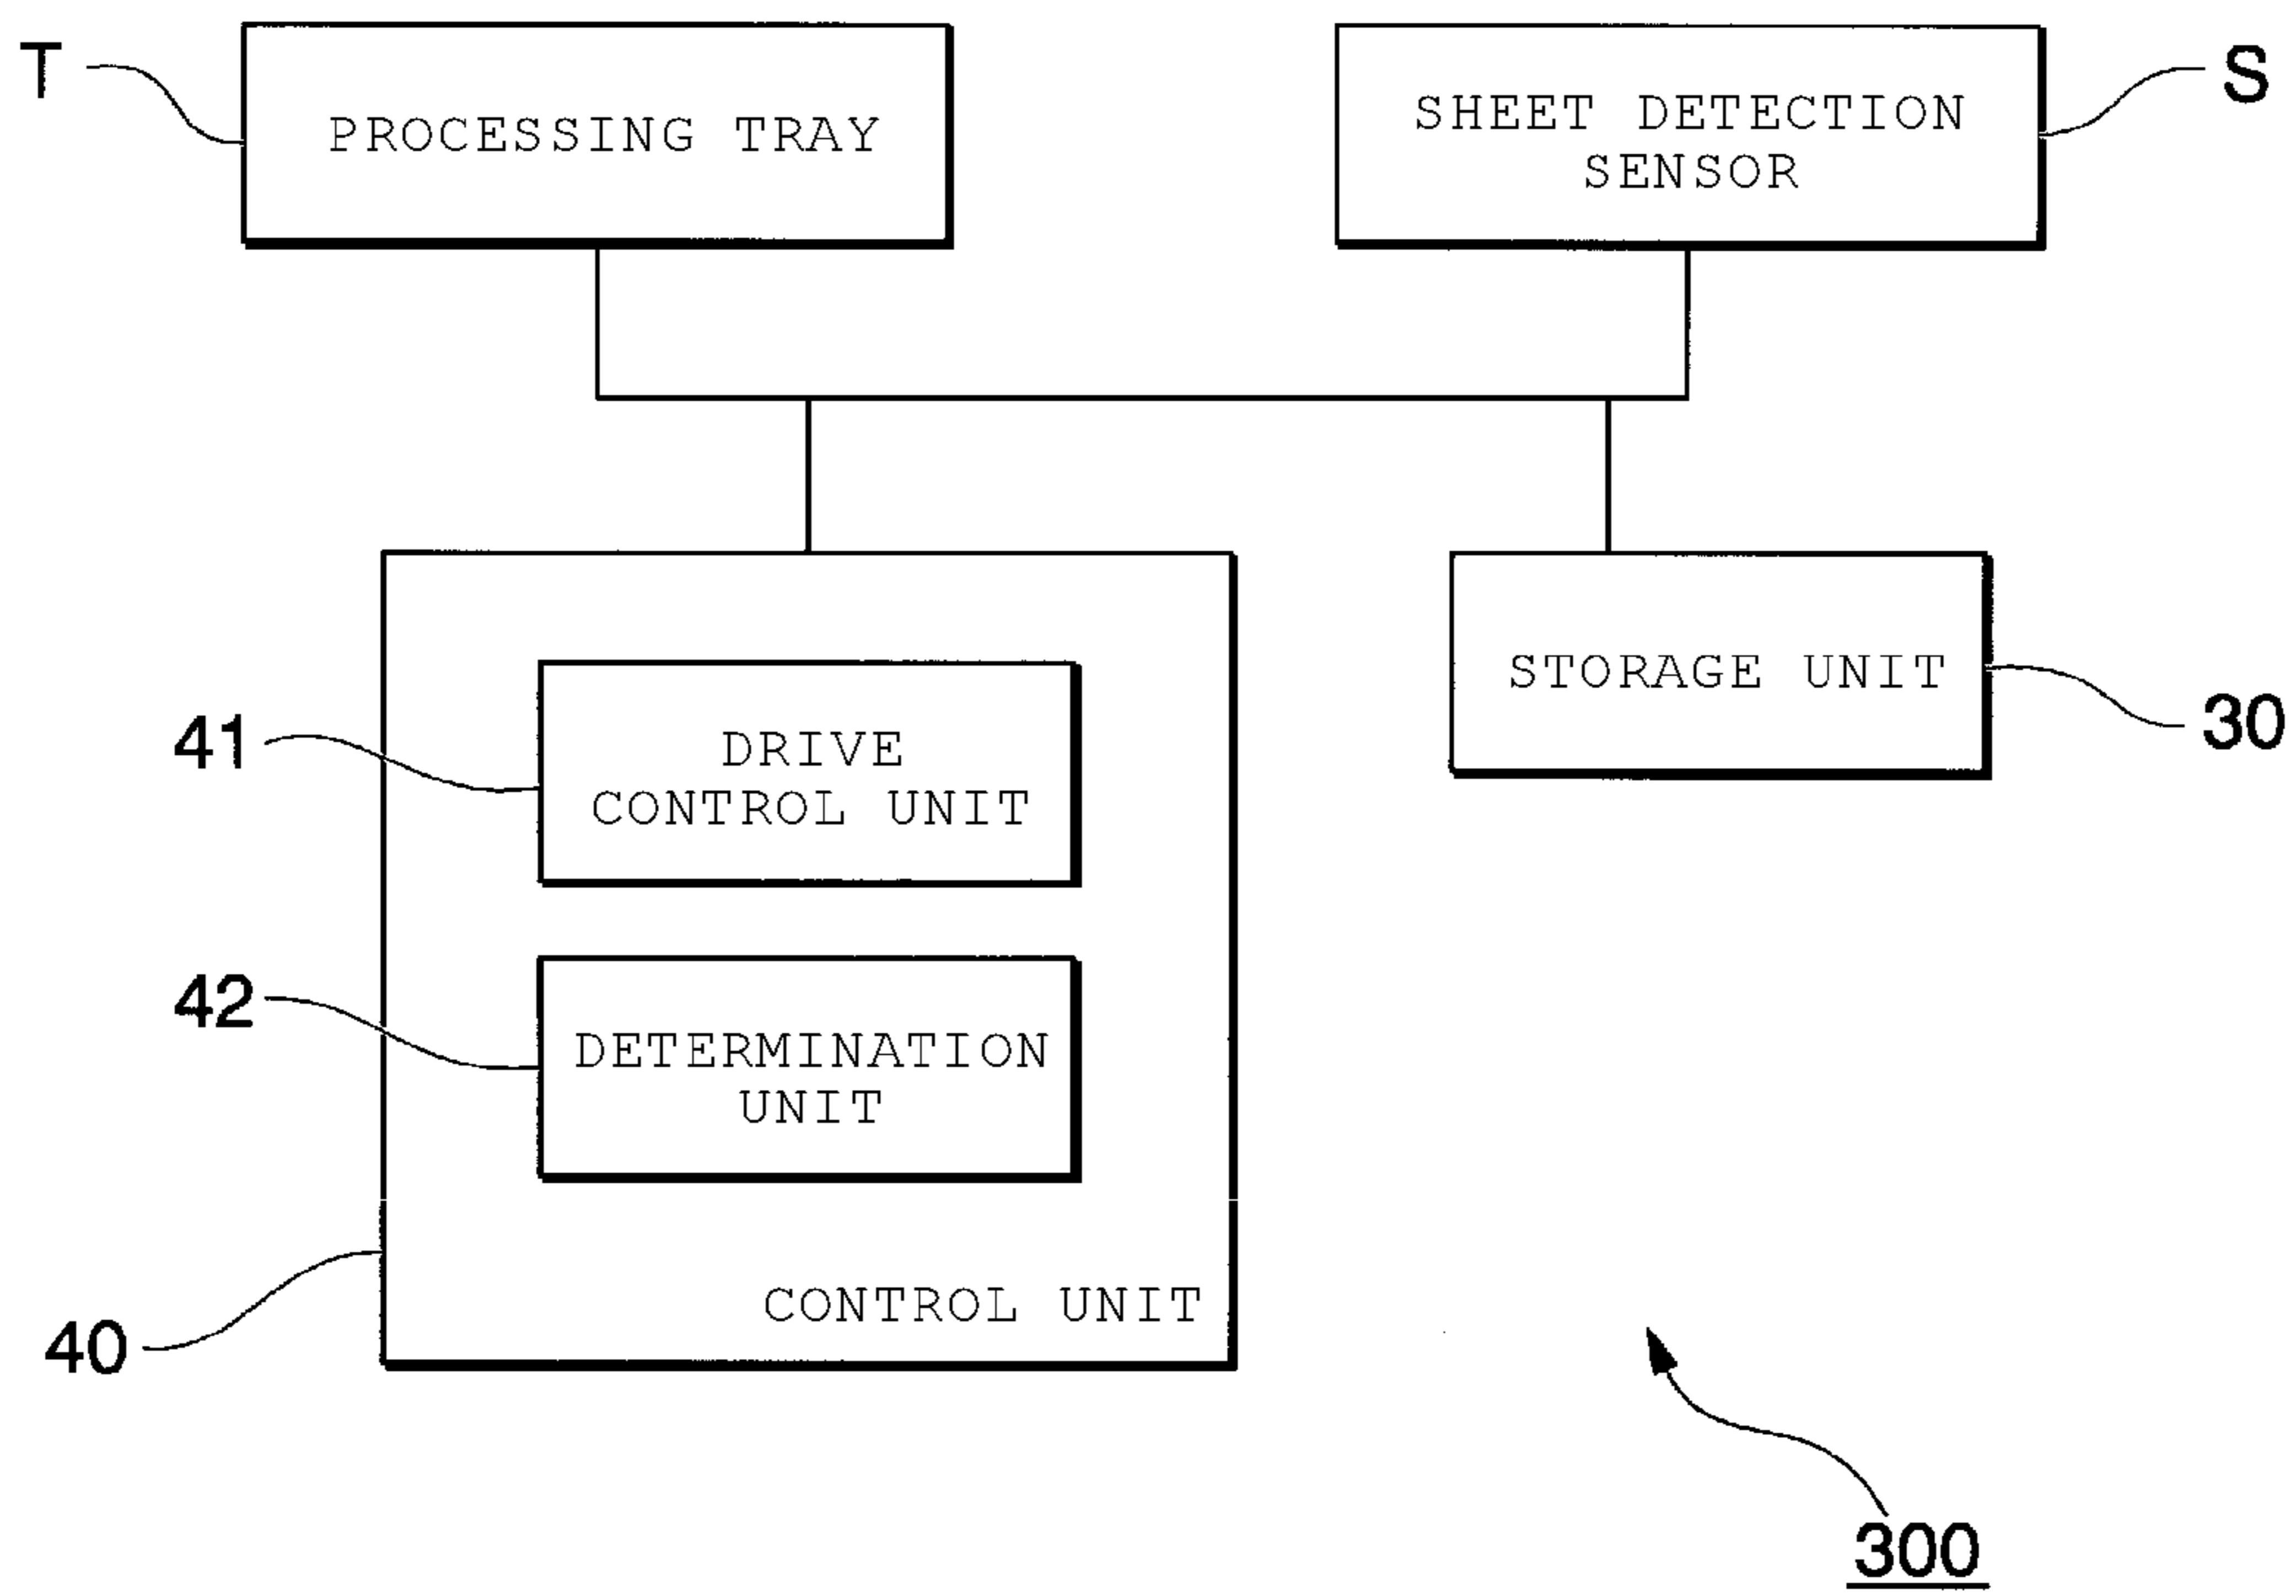 T
PROCESSING TRAY
SHEET DETECTION
SENSOR
S
STORAGE UNIT
30
41
DRIVE
CONTROL UNIT
42
DETERMINATION
UNIT
CONTROL UNIT
40
300